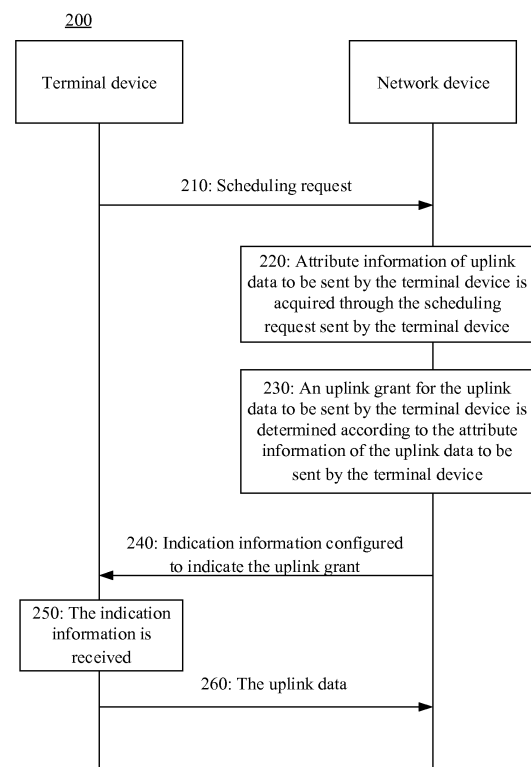 200
Terminal device
Network device
210: Scheduling request
220: Attribute information of uplink
data to be sent by the terminal device is
acquired through the scheduling
request sent by the terminal device
230: An uplink grant for the uplink
data to be sent by the terminal device is
determined according to the attribute
information of the uplink data to be
sent by the terminal device
240: Indication information configured
to indicate the uplink grant
250: The indication
information is
received
260: The uplink data